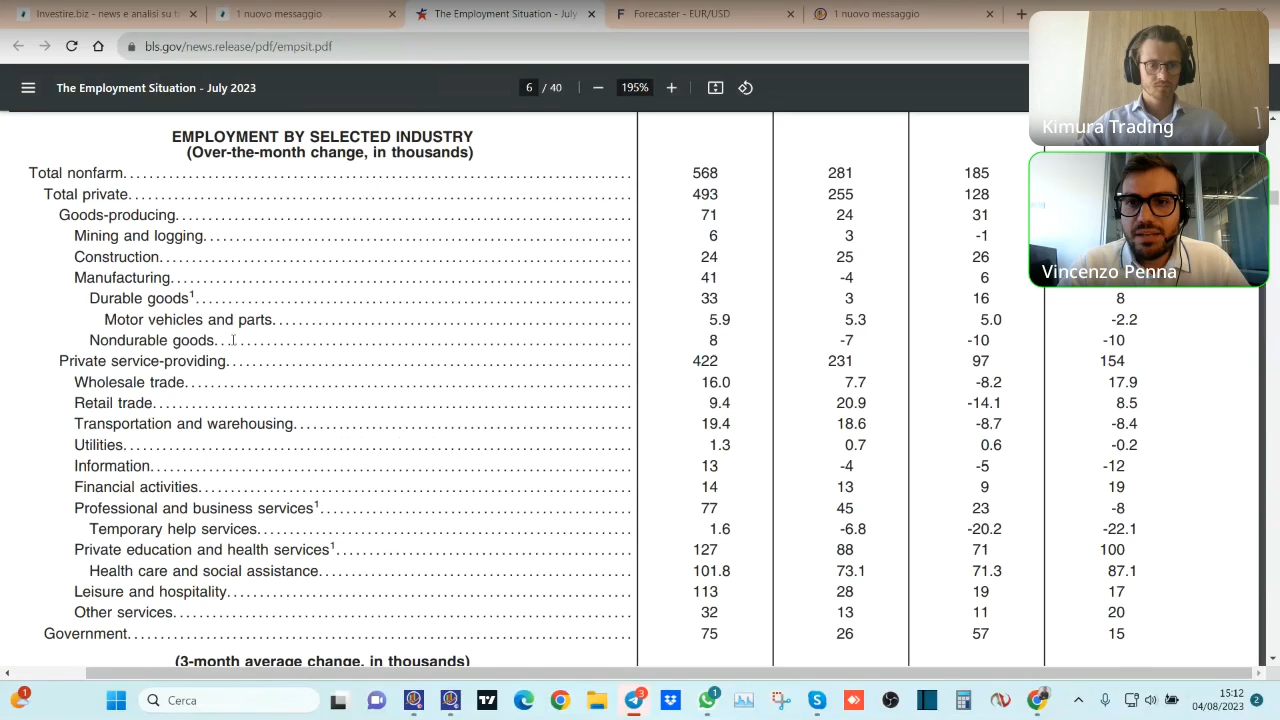 Investire.biz - news e analisi su t
1 nuovo messaggio
The Employment Situation - July
Forecaster - EUR/USD
1 nuovo messaggio
bls.gov/news.release/pdf/empsit.pdf
The Employment Situation - July 2023
6 / 40
195%
Kimura Trading
Vincenzo Penna
EMPLOYMENT BY SELECTED INDUSTRY
(Over-the-month change, in thousands)
Total nonfarm 568 281 185
Total private 493 255 128
Goods-producing 71 24 31
Mining and logging 6 3 -1
Construction 24 25 26
Manufacturing 41 -4 6
Durable goods¹ 33 3 16 8
Motor vehicles and parts 5.9 5.3 5.0 -2.2
Nondurable goods 8 -7 -10 -10
Private service-providing 422 231 97 154
Wholesale trade 16.0 7.7 -8.2 17.9
Retail trade 9.4 20.9 -14.1 8.5
Transportation and warehousing 19.4 18.6 -8.7 -8.4
Utilities 1.3 0.7 0.6 -0.2
Information 13 -4 -5 -12
Financial activities 14 13 9 19
Professional and business services¹ 77 45 23 -8
Temporary help services 1.6 -6.8 -20.2 -22.1
Private education and health services¹ 127 88 71 100
Health care and social assistance 101.8 73.1 71.3 87.1
Leisure and hospitality 113 28 19 17
Other services 32 13 11 20
Government 75 26 57 15
(3-month average change, in thousands)
1
Cerca
3
1
15:12
04/08/2023
2